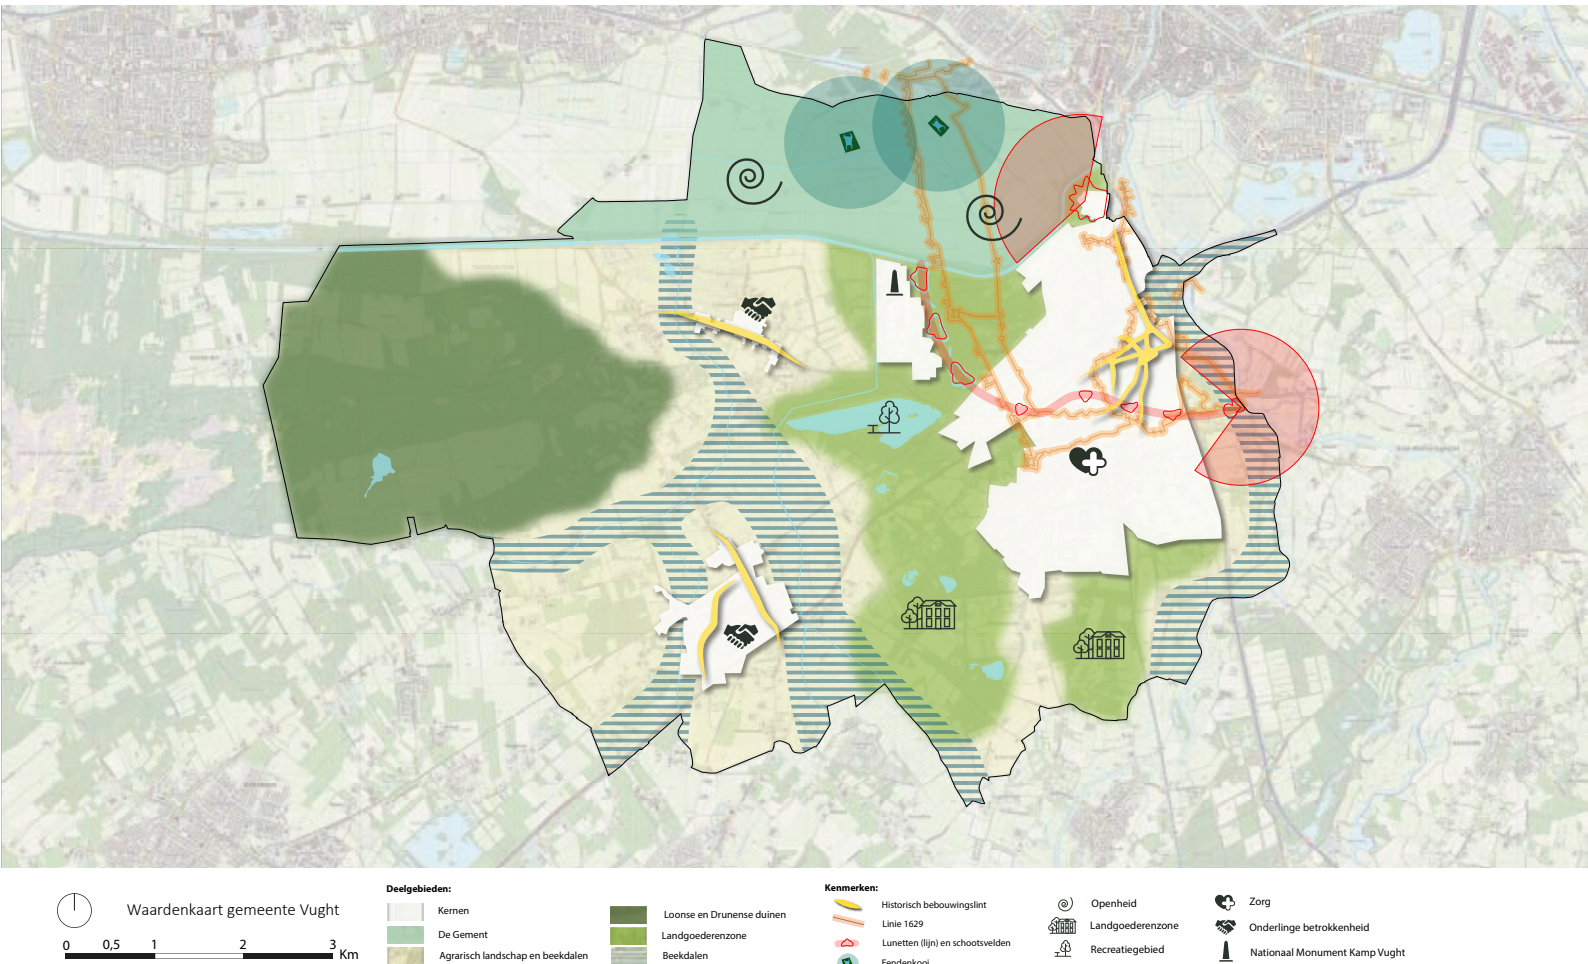 Waardenkaart gemeente Vught
0 0,5 1 2 3 Km
Deelgebieden:
Kernen
De Gement
Agrarisch landschap en beekdalen
Loonse en Drunense duinen
Landgoederenzone
Beekdalen
Kenmerken:
Historisch bebouwingslint
Linie 1629
Lunetten (lijn) en schootsvelden
Eendenkooi
Openheid
Landgoederenzone
Recreatiegebied
Zorg
Onderlinge betrokkenheid
Nationaal Monument Kamp Vught